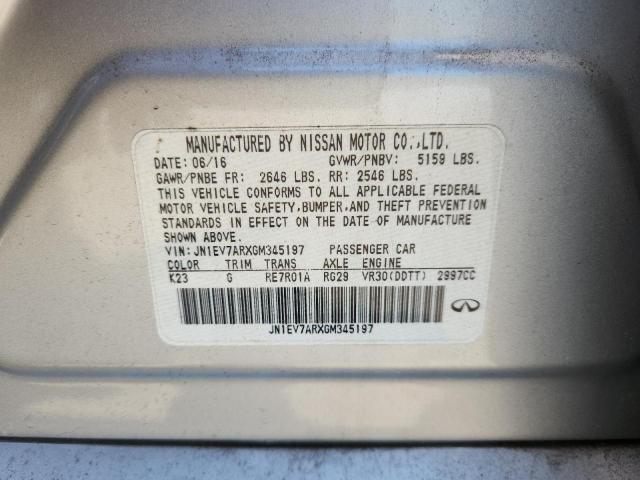 MANUFACTURED BY NISSAN MOTOR CO.,LTD.
DATE: 06/16 GVWR/PNBV: 5159 LBS.
GAWR/PNBE FR: 2646 LBS. RR: 2546 LBS.
THIS VEHICLE CONFORMS TO ALL APPLICABLE FEDERAL
MOTOR VEHICLE SAFETY,BUMPER,AND THEFT PREVENTION
STANDARDS IN EFFECT ON THE DATE OF MANUFACTURE
SHOWN ABOVE.
VIN: JN1EV7ARXGM345197 PASSENGER CAR
COLOR TRIM TRANS AXLE ENGINE
K23 G RE7R01A RG29 VR30(DDTT) 2997CC
JN1EV7ARXGM345197